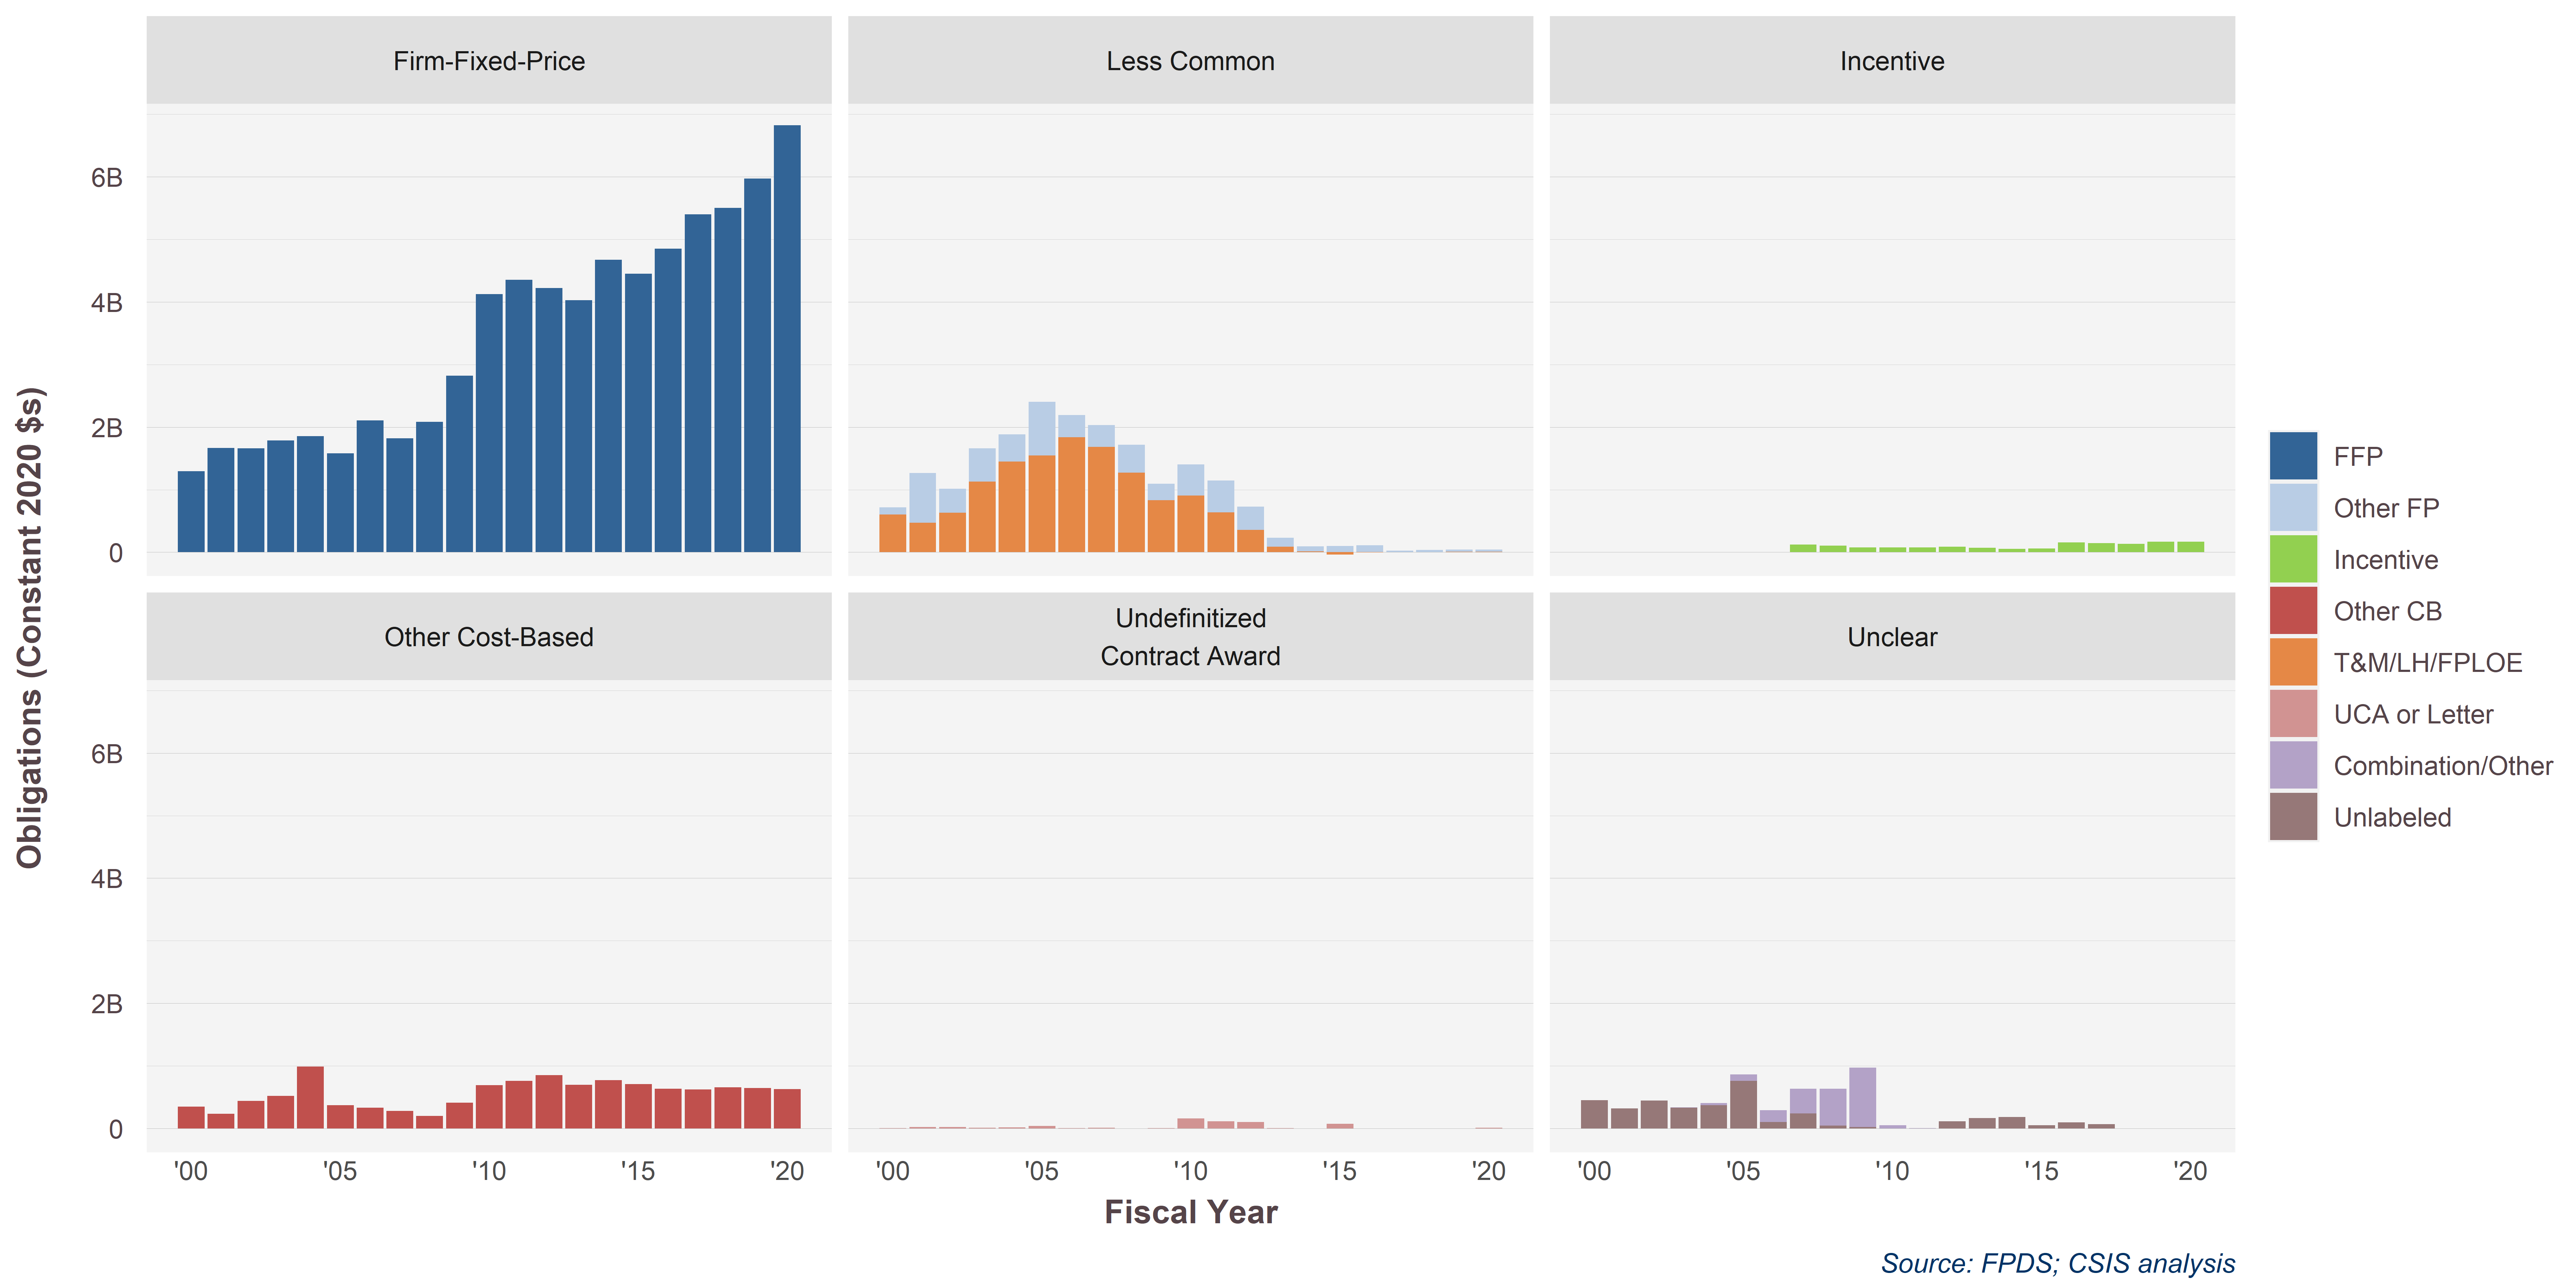 Firm-Fixed-Price
Less Common
Incentive
6B
4B
2B
0
Other Cost-Based
Undefinitized
Contract Award
Unclear
6B
4B
2B
0
'00
'05
'10
'15
'20
'00
'05
'10
'15
'20
'00
'05
'10
'15
'20
Obligations (Constant 2020 $s)
Fiscal Year
FFP
Other FP
Incentive
Other CB
T&M/LH/FPLOE
UCA or Letter
Combination/Other
Unlabeled
Source: FPDS; CSIS analysis